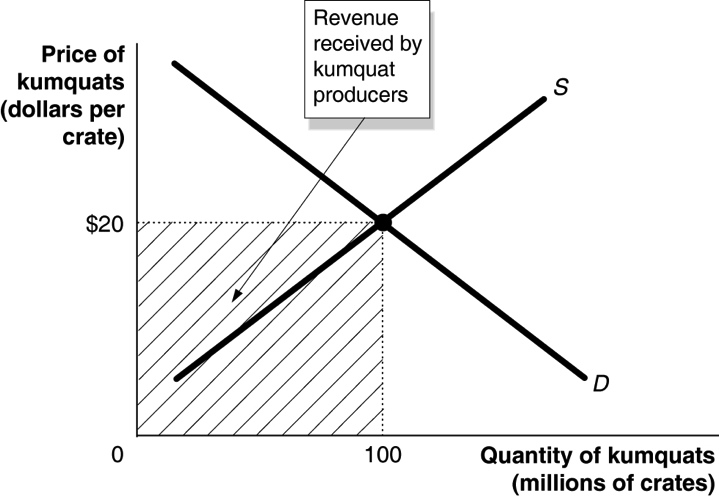 Revenue
received by
kumquat
producers
Price of
kumquats
(dollars per
crate)
S
$20
D
0
100
Quantity of kumquats
(millions of crates)